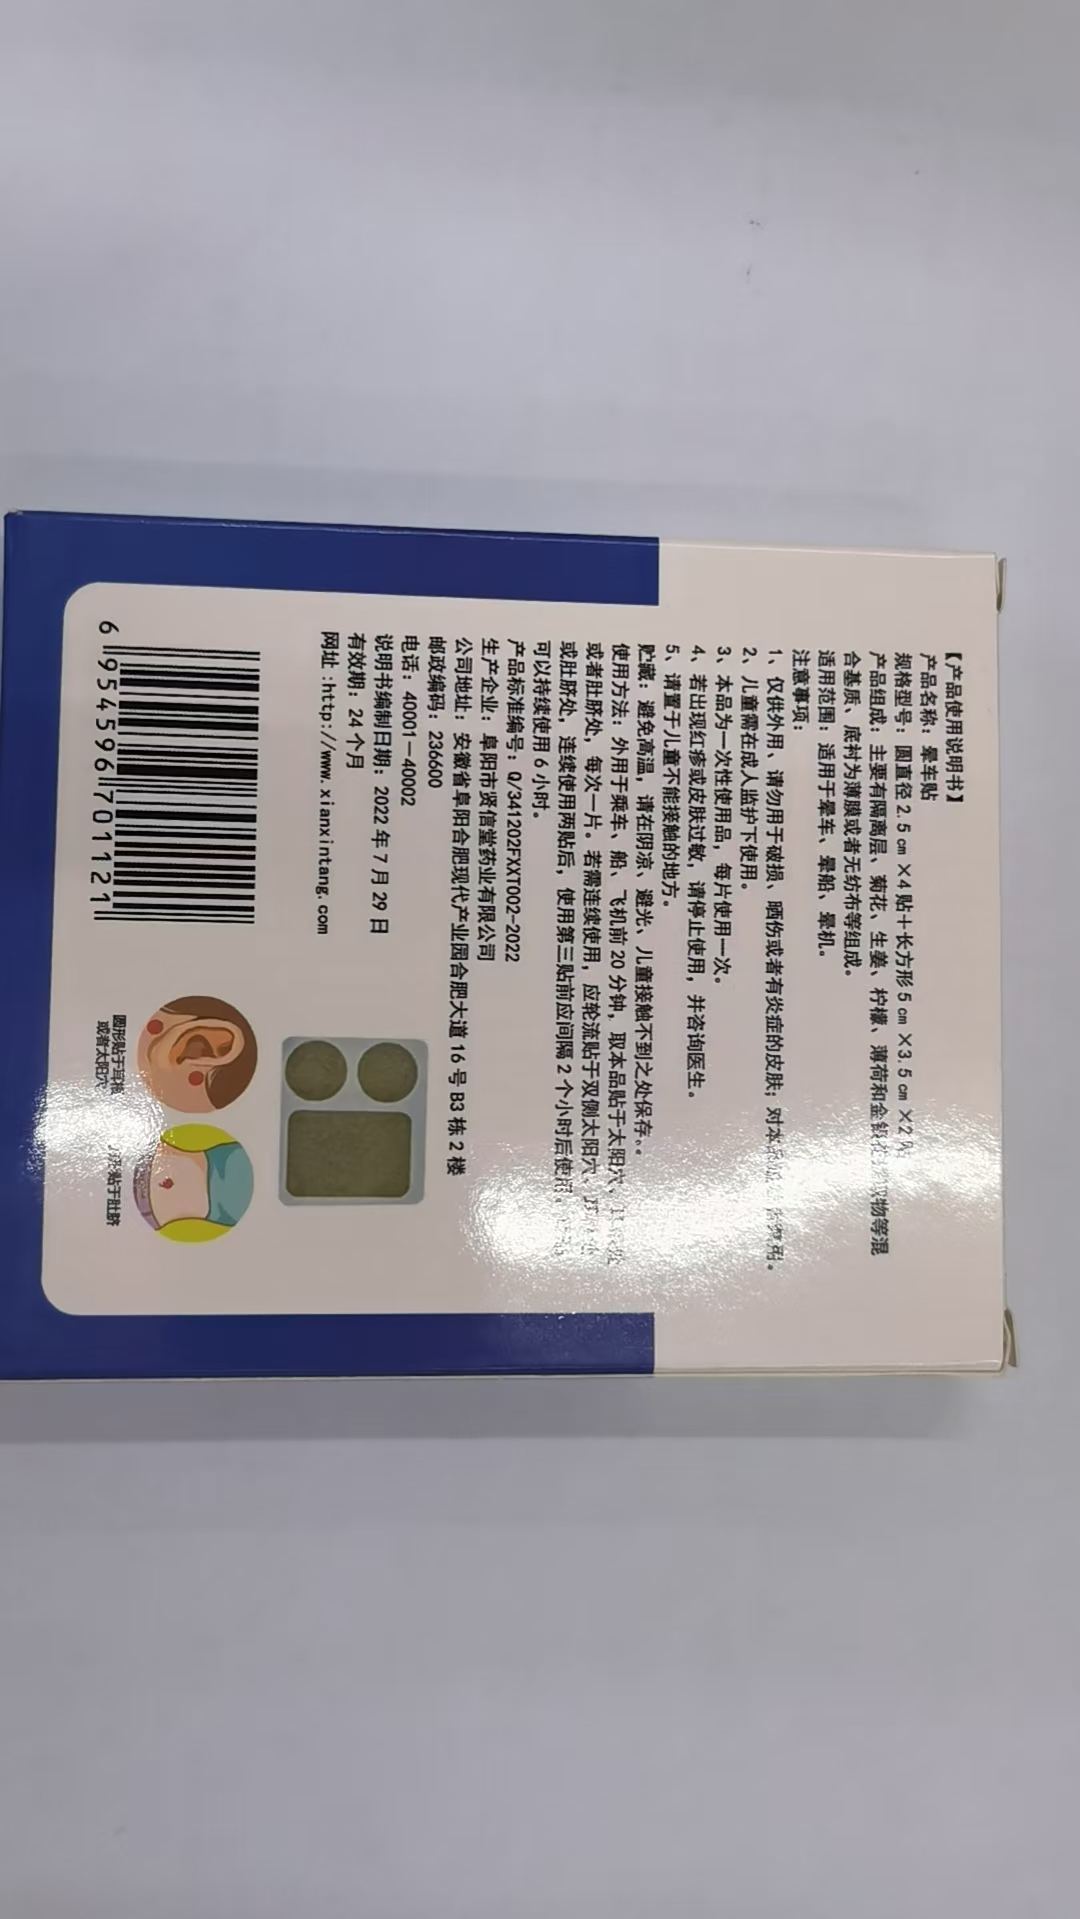 【产品使用说明书】
产品名称：晕车贴
规格型号：圆直径 2.5 cm ×4 贴＋长方形 5 cm ×3.5 cm ×2
产品组成：主要有隔离层、菊花、生姜、柠檬、薄荷和金 物等混
合基质、底衬为薄膜或者无纺布等组成。
适用范围：适用于晕车、晕船、晕机。
注意事项：
1、仅供外用、请勿用于破损、晒伤或者有炎症的皮肤；对本
2、儿童需在成人监护下使用。
3、本品为一次性使用品，每片使用一次。
4、若出现红疹或皮肤过敏，请停止使用，并咨询医生。
5、请置于儿童不能接触的地方。
贮藏：避免高温，请在阴凉、避光、儿童接触不到之处保存。。
使用方法：外用于乘车、船、飞机前 20 分钟，取本品贴于太阳穴、
或者肚脐处，每次一片。若需连续使用，应轮流贴于双侧太阳穴、
或肚脐处，连续使用两贴后，使用第三贴前应间隔 2 个小时后使用。
可以持续使用 6 小时。
产品标准编号：Q/341202FXXT002-2022
生产企业：阜阳市贤信堂药业有限公司
公司地址：安徽省阜阳合肥现代产业园合肥大道 16 号 B3 栋 2 楼
邮政编码：236600
电话：40001—40002
说明书编制日期：2022 年 7 月 29 日
有效期：24 个月
网址:http://www.xianxintang.com
6 954596 701121
圆形贴于耳根
或者太阳穴
形贴于肚脐